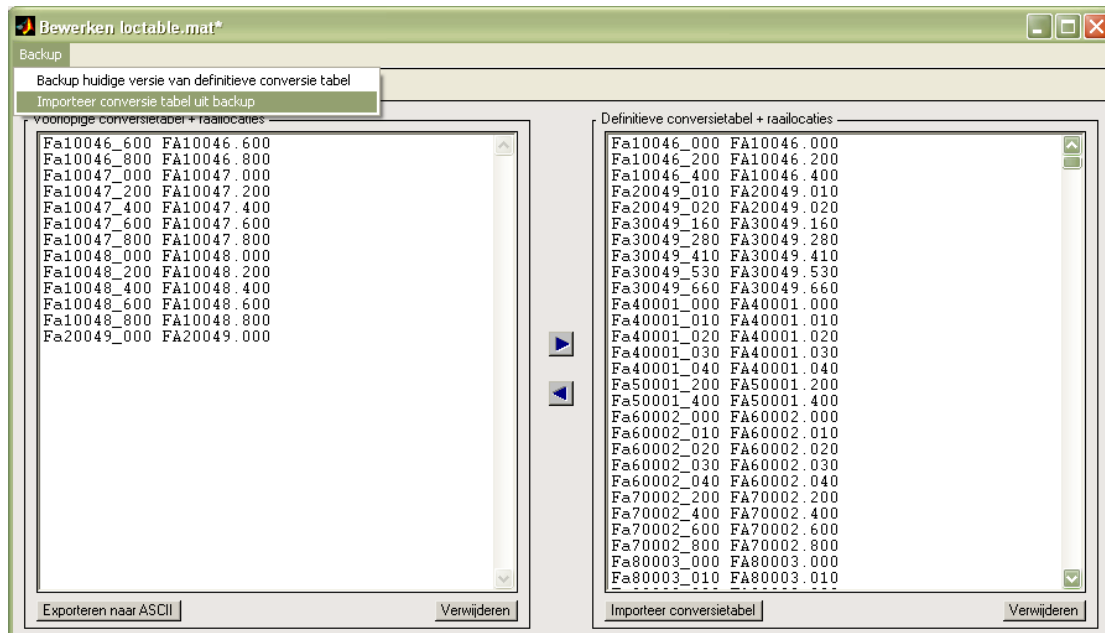 Bewerken loctable.mat*
Backup
Backup huidige versie van definitieve conversie tabel
Importeer conversie tabel uit backup
Voorlopige conversietabel + raailocaties
Fa10046_600 FA10046.600
Fa10046_800 FA10046.800
Fa10047_000 FA10047.000
Fa10047_200 FA10047.200
Fa10047_400 FA10047.400
Fa10047_600 FA10047.600
Fa10047_800 FA10047.800
Fa10048_000 FA10048.000
Fa10048_200 FA10048.200
Fa10048_400 FA10048.400
Fa10048_600 FA10048.600
Fa10048_800 FA10048.800
Fa20049_000 FA20049.000
Exporteren naar ASCII
Verwijderen
Definitieve conversietabel + raailocaties
Fa10046_000 FA10046.000
Fa10046_200 FA10046.200
Fa10046_400 FA10046.400
Fa20049_010 FA20049.010
Fa20049_020 FA20049.020
Fa30049_160 FA30049.160
Fa30049_280 FA30049.280
Fa30049_410 FA30049.410
Fa30049_530 FA30049.530
Fa30049_660 FA30049.660
Fa40001_000 FA40001.000
Fa40001_010 FA40001.010
Fa40001_020 FA40001.020
Fa40001_030 FA40001.030
Fa40001_040 FA40001.040
Fa50001_200 FA50001.200
Fa50001_400 FA50001.400
Fa60002_000 FA60002.000
Fa60002_010 FA60002.010
Fa60002_020 FA60002.020
Fa60002_030 FA60002.030
Fa60002_040 FA60002.040
Fa70002_200 FA70002.200
Fa70002_400 FA70002.400
Fa70002_600 FA70002.600
Fa70002_800 FA70002.800
Fa80003_000 FA80003.000
Fa80003_010 FA80003.010
Importeer conversietabel
Verwijderen